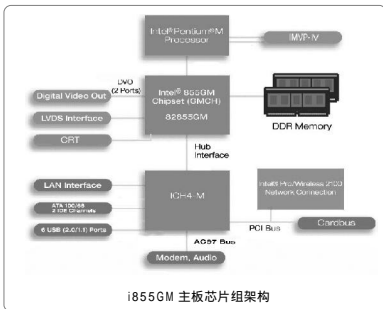 Intel® Pentium® M
Processor
IMVP-IV
DVO
(2 Ports)
Digital Video Out
Intel® 855GM
Chipset (GMCH)
82855GM
LVDS Interface
CRT
DDR Memory
Hub
Interface
LAN Interface
ICH4-M
Intel® Pro/Wireless 2100
Network Connection
ATA 100/66
2 IDE Channels
6 USB (2.0/1.1) Ports
PCI Bus
Cardbus
AC97 Bus
Modem, Audio
i855GM 主板芯片组架构